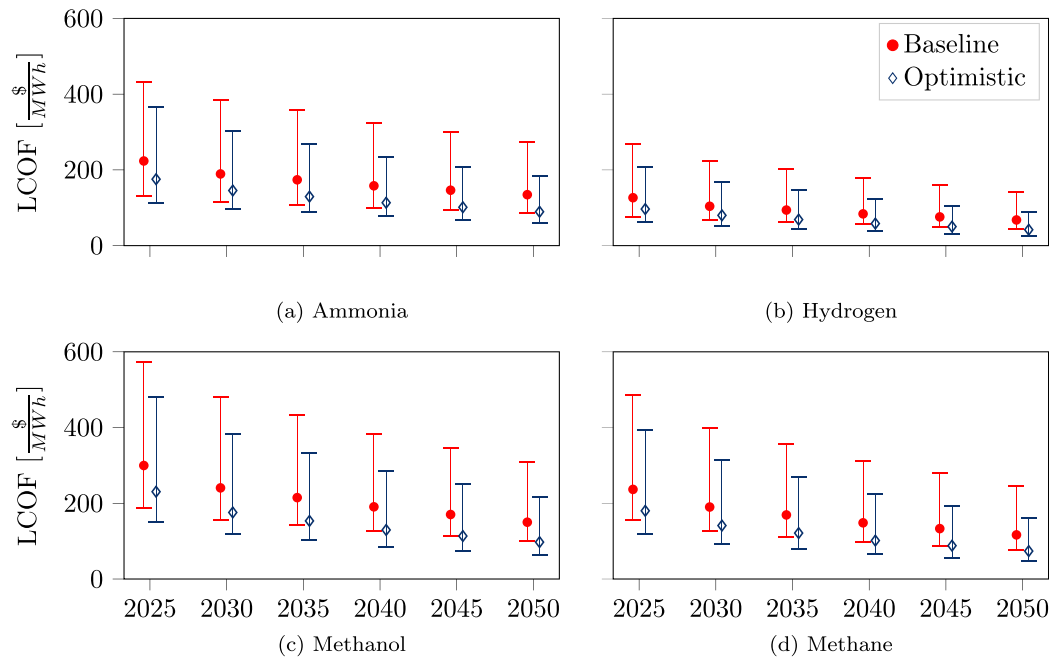 600
400
200
0
LCOF [$/MWh]
Baseline
Optimistic
(a) Ammonia
(b) Hydrogen
600
400
200
0
LCOF [$/MWh]
2025 2030 2035 2040 2045 2050
2025 2030 2035 2040 2045 2050
(c) Methanol
(d) Methane